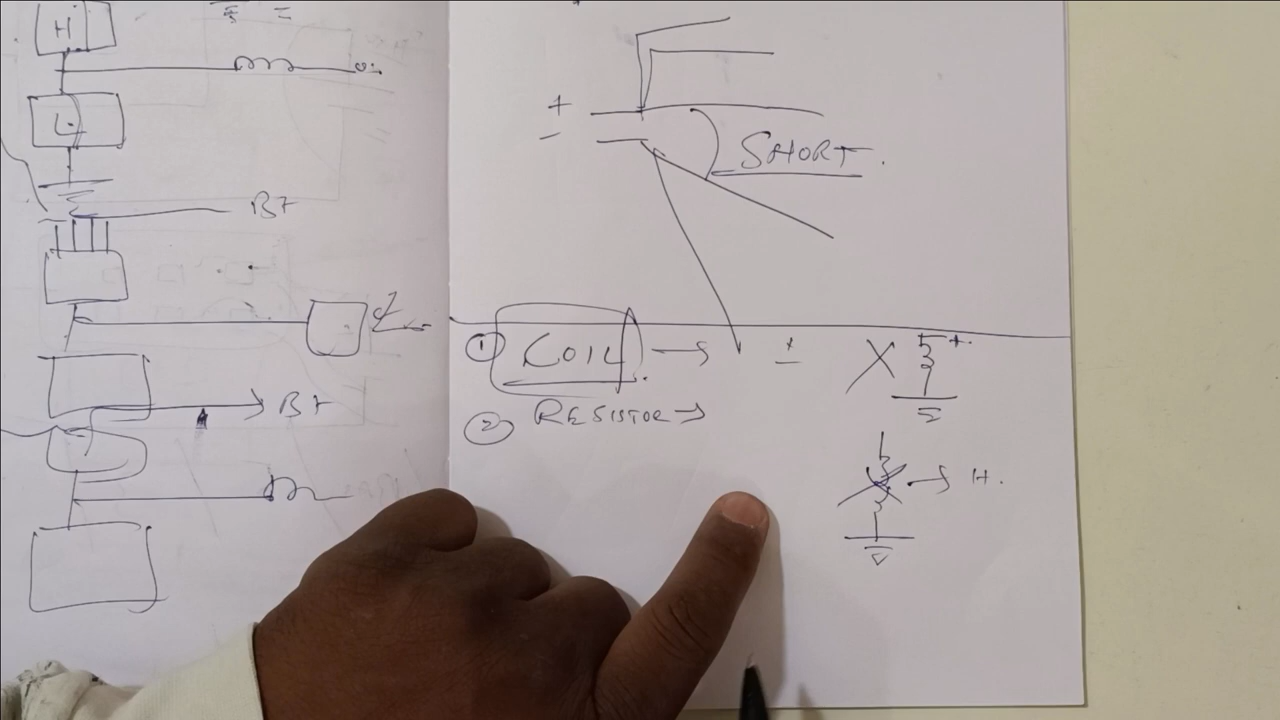 H
L
B+
B+
+
−
SHORT.
① COIL → ± X +
② RESISTOR →
→ H.